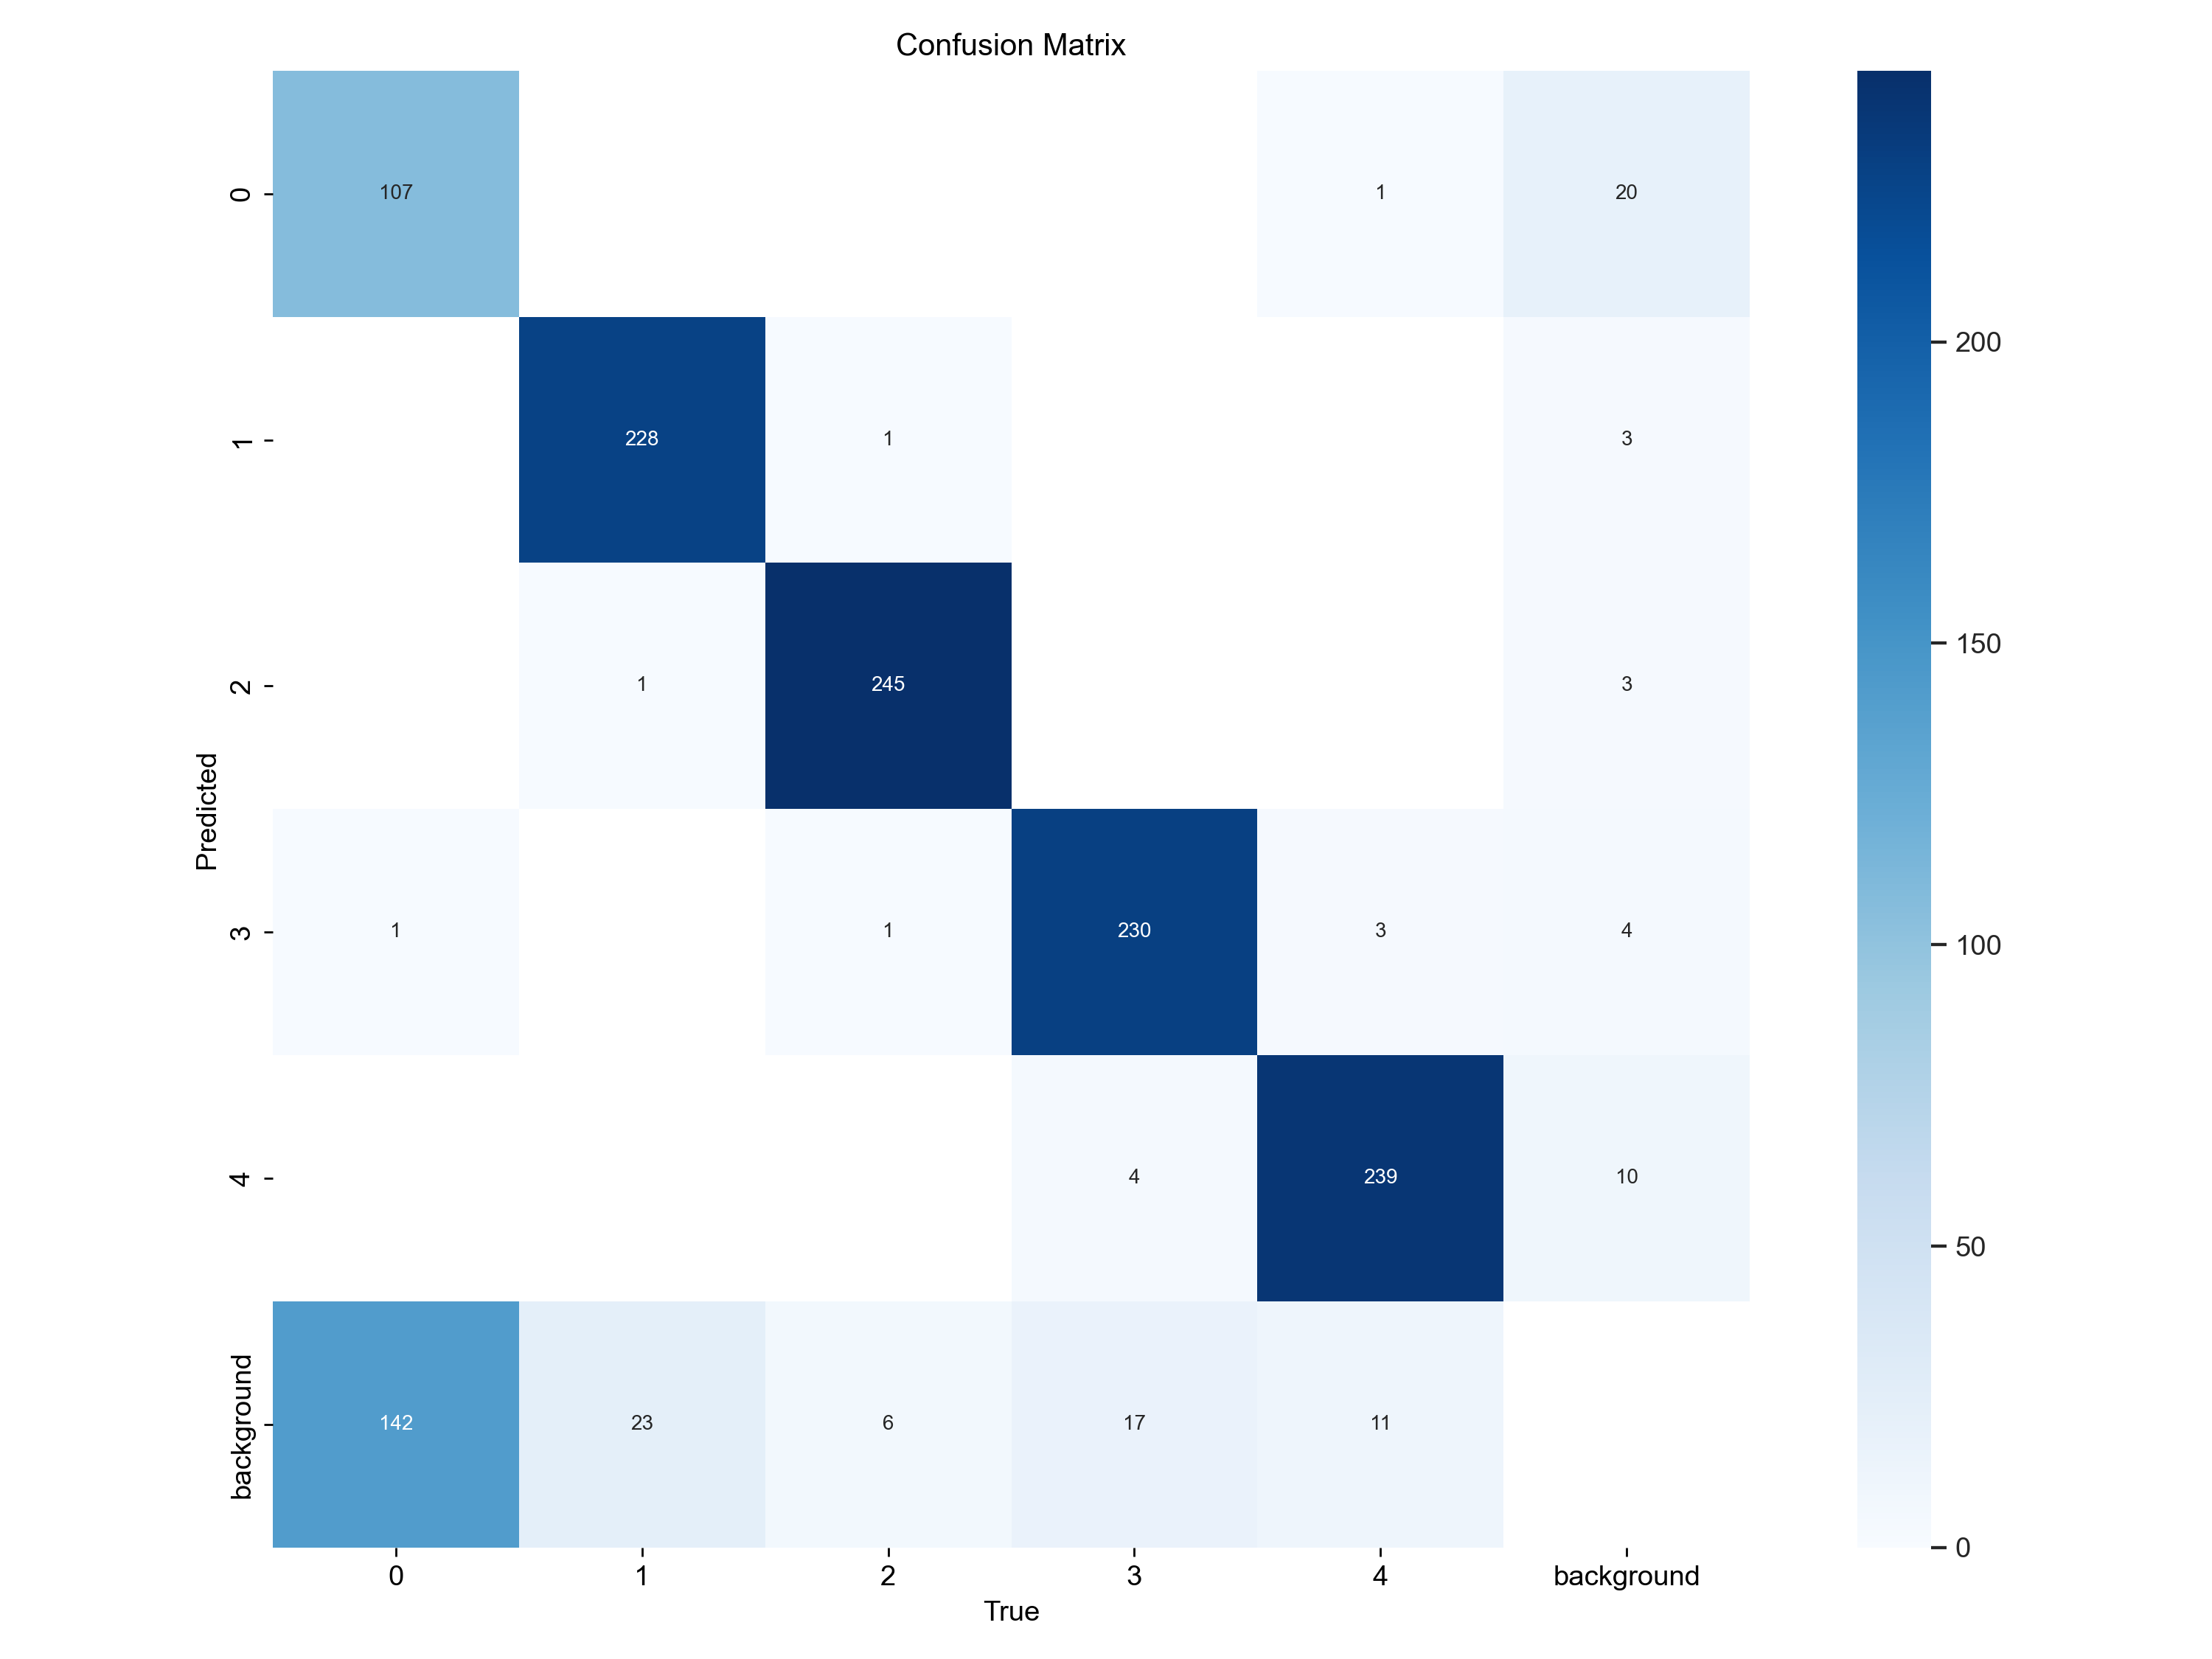 Confusion Matrix
0 107 1 20
1 228 1 3
2 1 245 3
3 1 1 230 3 4
4 4 239 10
background 142 23 6 17 11
0 1 2 3 4 background
True
Predicted
200
150
100
50
0